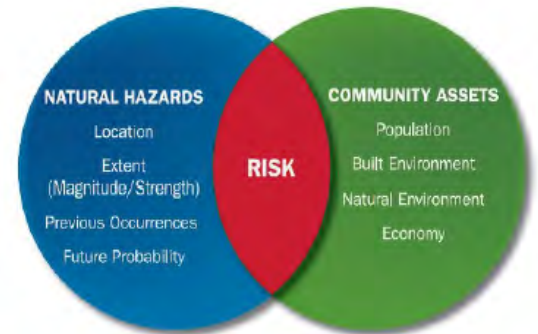 NATURAL HAZARDS
Location
Extent
(Magnitude/Strength)
Previous Occurrences
Future Probability
RISK
COMMUNITY ASSETS
Population
Built Environment
Natural Environment
Economy